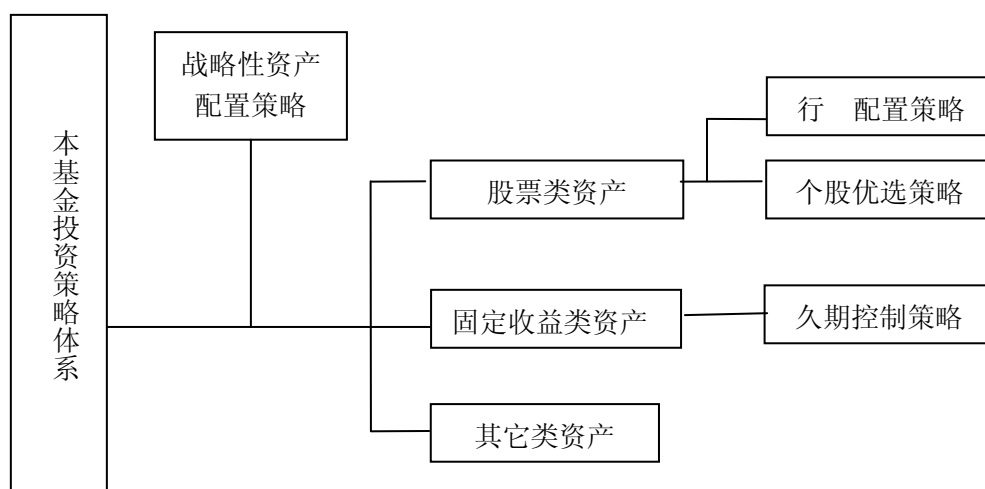 本基金投资策略体系
战略性资产
配置策略
股票类资产
行 配置策略
个股优选策略
固定收益类资产
久期控制策略
其它类资产